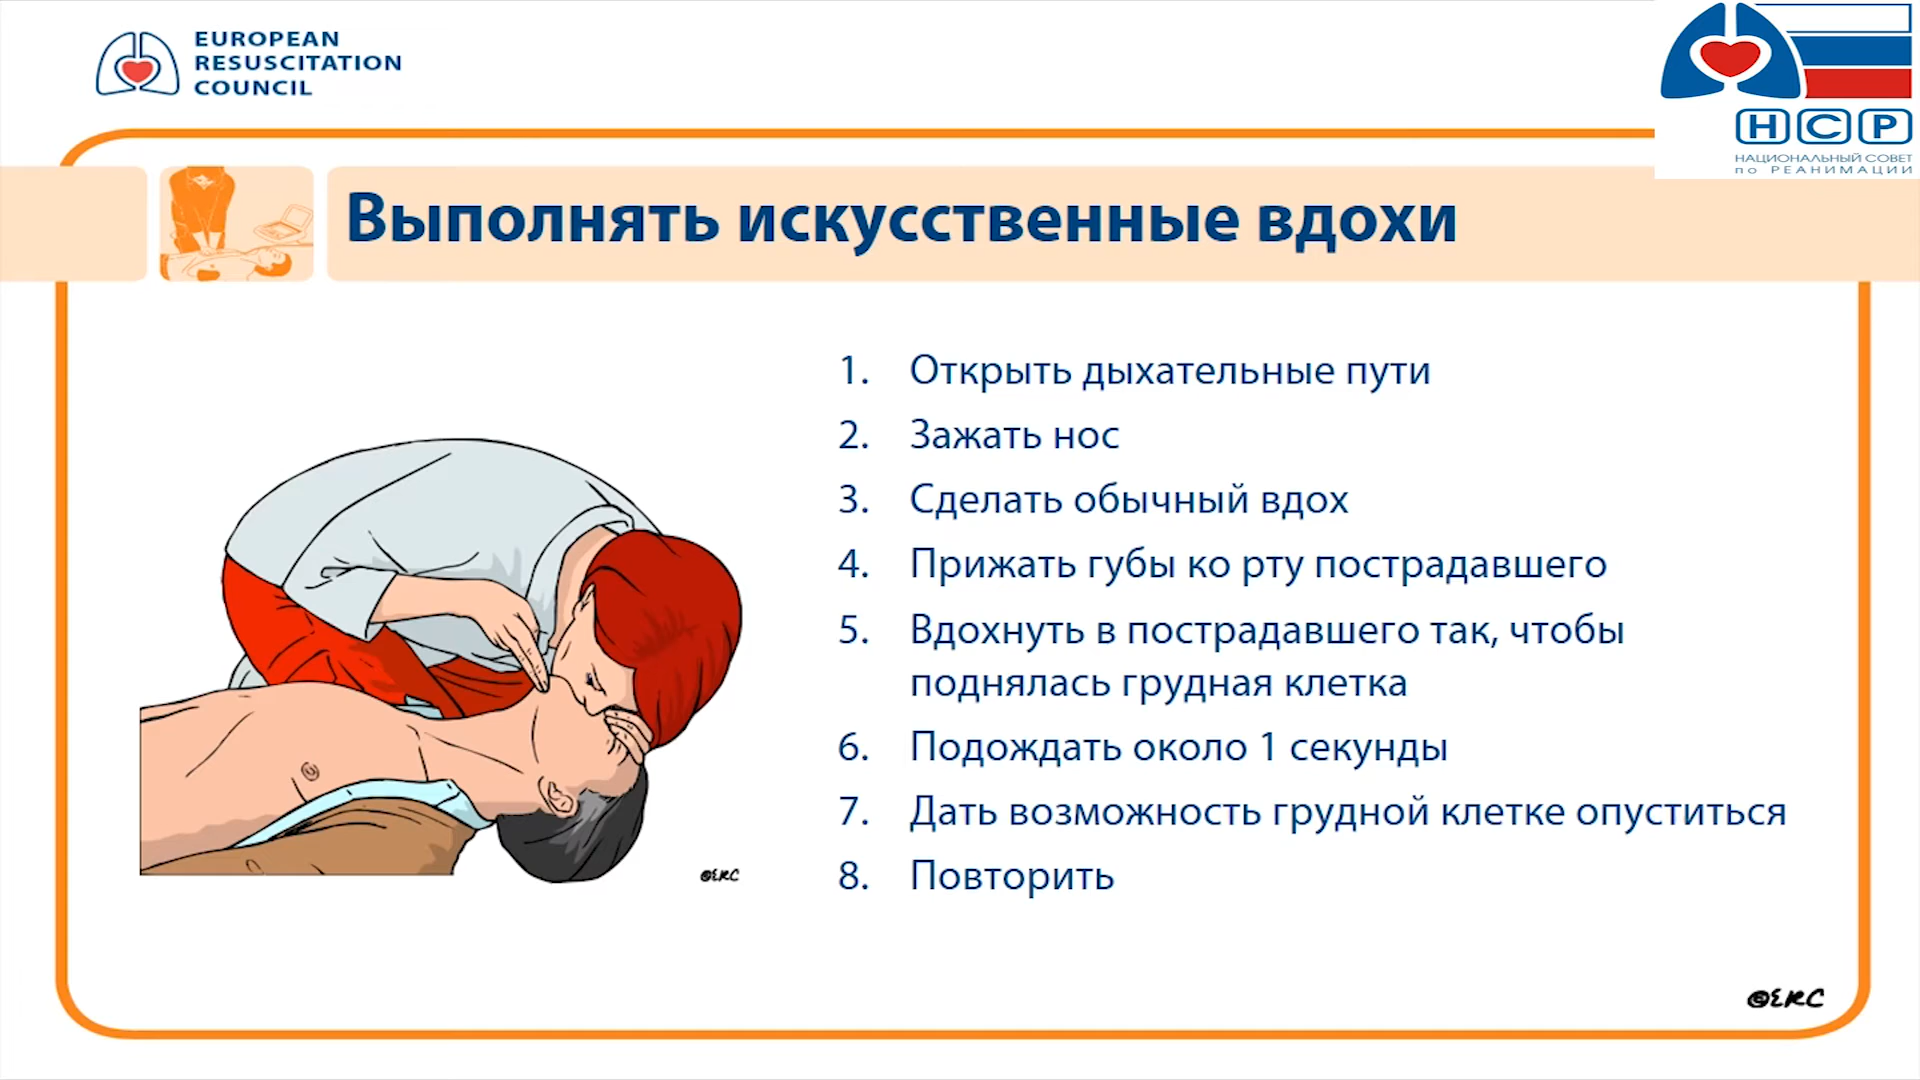 EUROPEAN
RESUSCITATION
COUNCIL
НСР
НАЦИОНАЛЬНЫЙ СОВЕТ
по РЕАНИМАЦИИ
Выполнять искусственные вдохи
1. Открыть дыхательные пути
2. Зажать нос
3. Сделать обычный вдох
4. Прижать губы ко рту пострадавшего
5. Вдохнуть в пострадавшего так, чтобы
поднялась грудная клетка
6. Подождать около 1 секунды
7. Дать возможность грудной клетке опуститься
8. Повторить
©ERC
©ERC